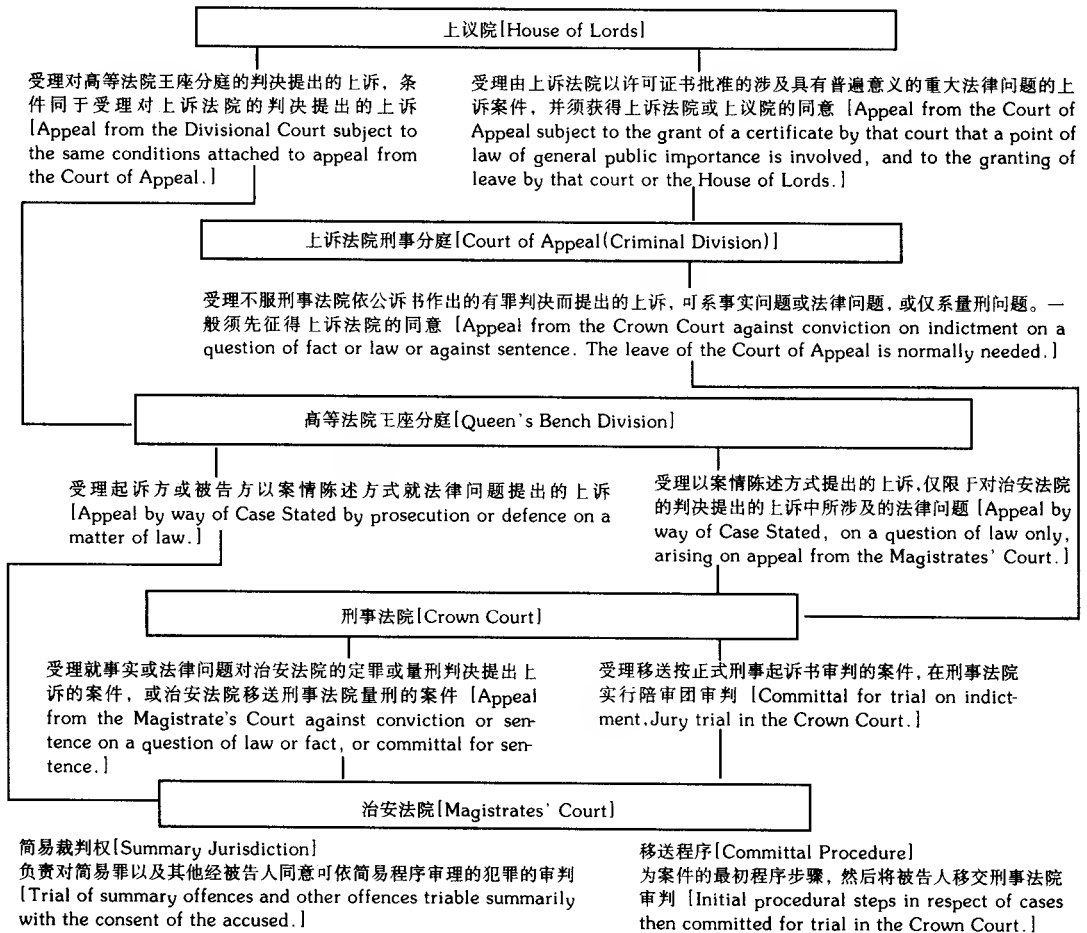 上议院[House of Lords]
受理对高等法院王座分庭的判决提出的上诉，条
件同于受理对上诉法院的判决提出的上诉
[Appeal from the Divisional Court subject to
the same conditions attached to appeal from
the Court of Appeal.]
受理由上诉法院以许可证书批准的涉及具有普遍意义的重大法律问题的上
诉案件，并须获得上诉法院或上议院的同意 [Appeal from the Court of
Appeal subject to the grant of a certificate by that court that a point of
law of general public importance is involved, and to the granting of
leave by that court or the House of Lords.]
上诉法院刑事分庭[Court of Appeal(Criminal Division)]
受理不服刑事法院依公诉书作出的有罪判决而提出的上诉，可系事实问题或法律问题，或仅系量刑问题。一
般须先征得上诉法院的同意 [Appeal from the Crown Court against conviction on indictment on a
question of fact or law or against sentence. The leave of the Court of Appeal is normally needed.]
高等法院王座分庭[Queen's Bench Division]
受理起诉方或被告方以案情陈述方式就法律问题提出的上诉
[Appeal by way of Case Stated by prosecution or defence on a
matter of law.]
受理以案情陈述方式提出的上诉,仅限于对治安法院
的判决提出的上诉中所涉及的法律问题 [Appeal by
way of Case Stated, on a question of law only,
arising on appeal from the Magistrates' Court.]
刑事法院[Crown Court]
受理就事实或法律问题对治安法院的定罪或量刑判决提出上
诉的案件，或治安法院移送刑事法院量刑的案件 [Appeal
from the Magistrate's Court against conviction or sen-
tence on a question of law or fact, or committal for sen-
tence.]
受理移送按正式刑事起诉书审判的案件，在刑事法院
实行陪审团审判 [Committal for trial on indict-
ment,Jury trial in the Crown Court.]
治安法院[Magistrates' Court]
简易裁判权[Summary Jurisdiction]
负责对简易罪以及其他经被告人同意可依简易程序审理的犯罪的审判
[Trial of summary offences and other offences triable summarily
with the consent of the accused.]
移送程序[Committal Procedure]
为案件的最初程序步骤，然后将被告人移交刑事法院
审判 [Initial procedural steps in respect of cases
then committed for trial in the Crown Court.]